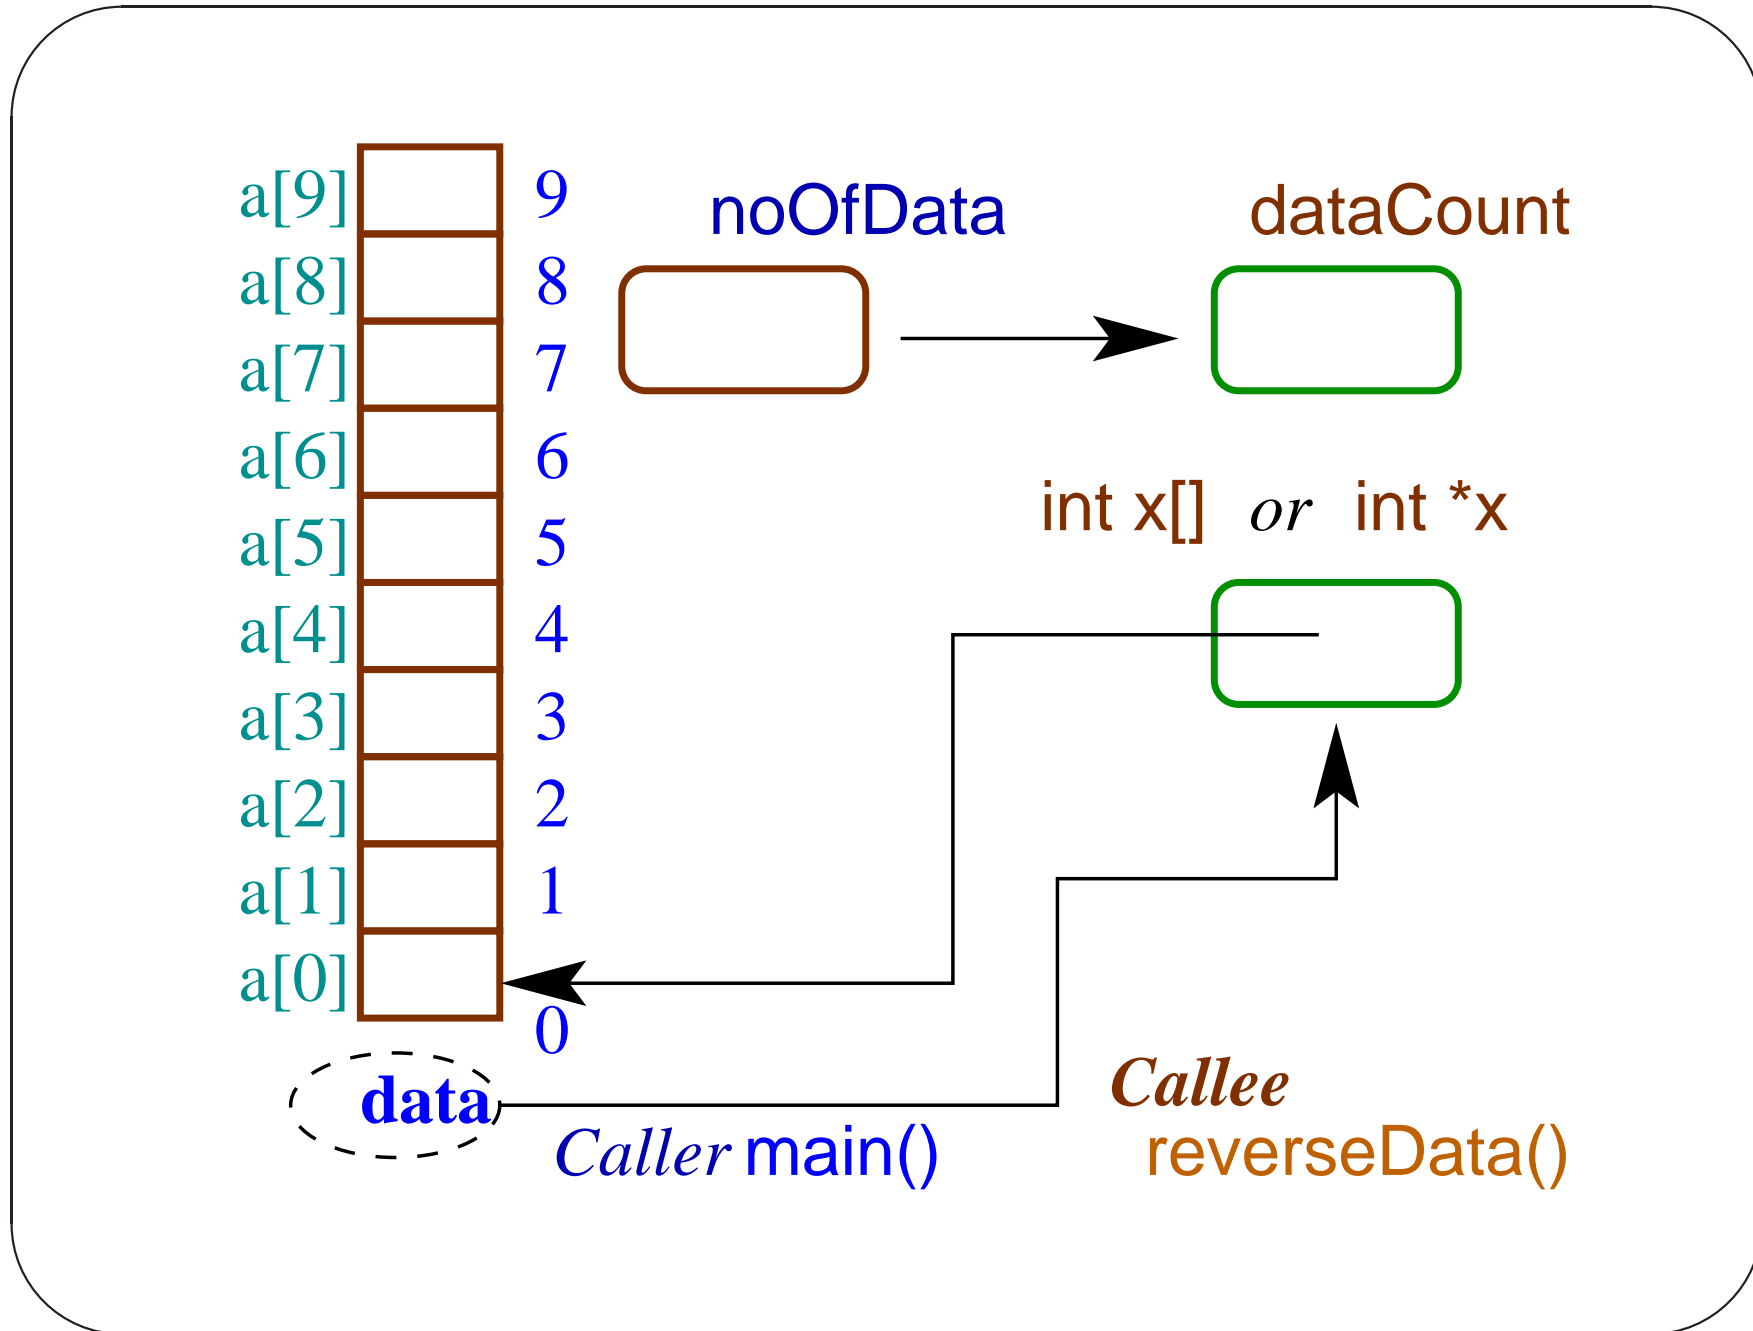 a[9] 9 noOfData dataCount
a[8] 8
a[7] 7
a[6] 6
int x[] or int *x
a[5] 5
a[4] 4
a[3] 3
a[2] 2
a[1] 1
a[0]
0
data
Callee
Caller main() reverseData()